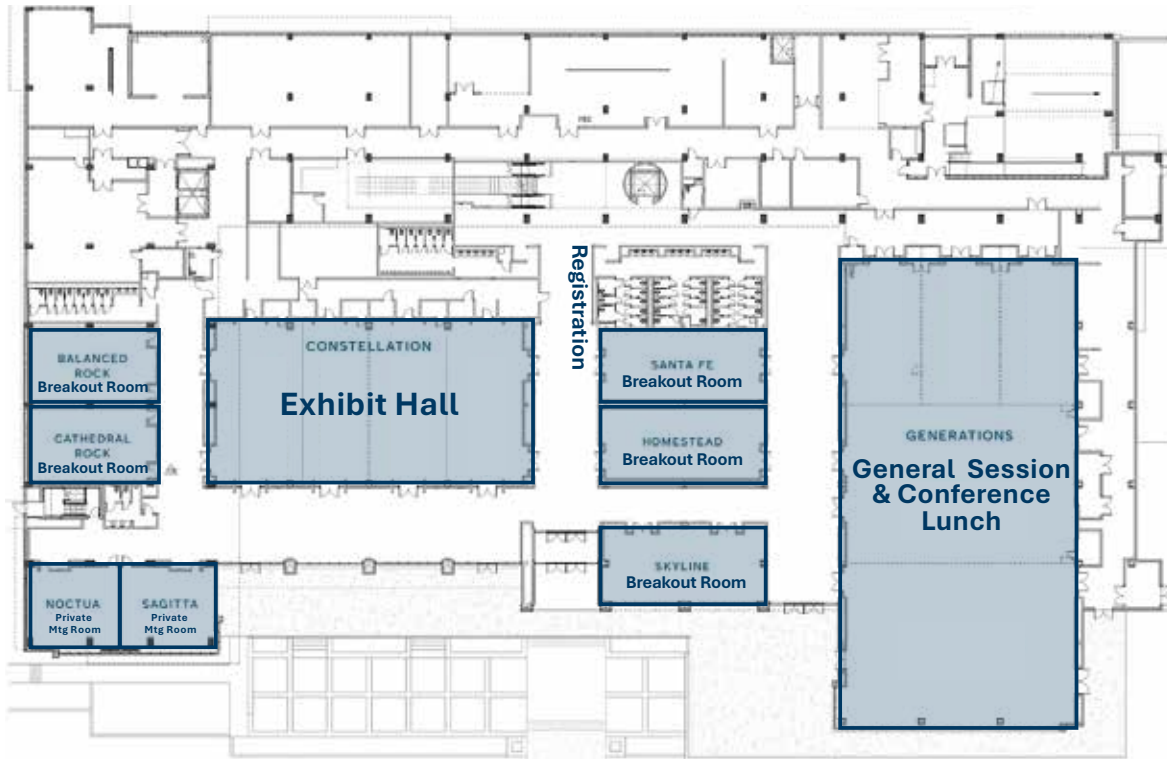 Registration
BALANCED
ROCK
Breakout Room
CATHEDRAL
ROCK
Breakout Room
CONSTELLATION
Exhibit Hall
SANTA FE
Breakout Room
HOMESTEAD
Breakout Room
SKYLINE
Breakout Room
GENERATIONS
General Session
& Conference
Lunch
NOCTUA
Private
Mtg Room
SAGITTA
Private
Mtg Room